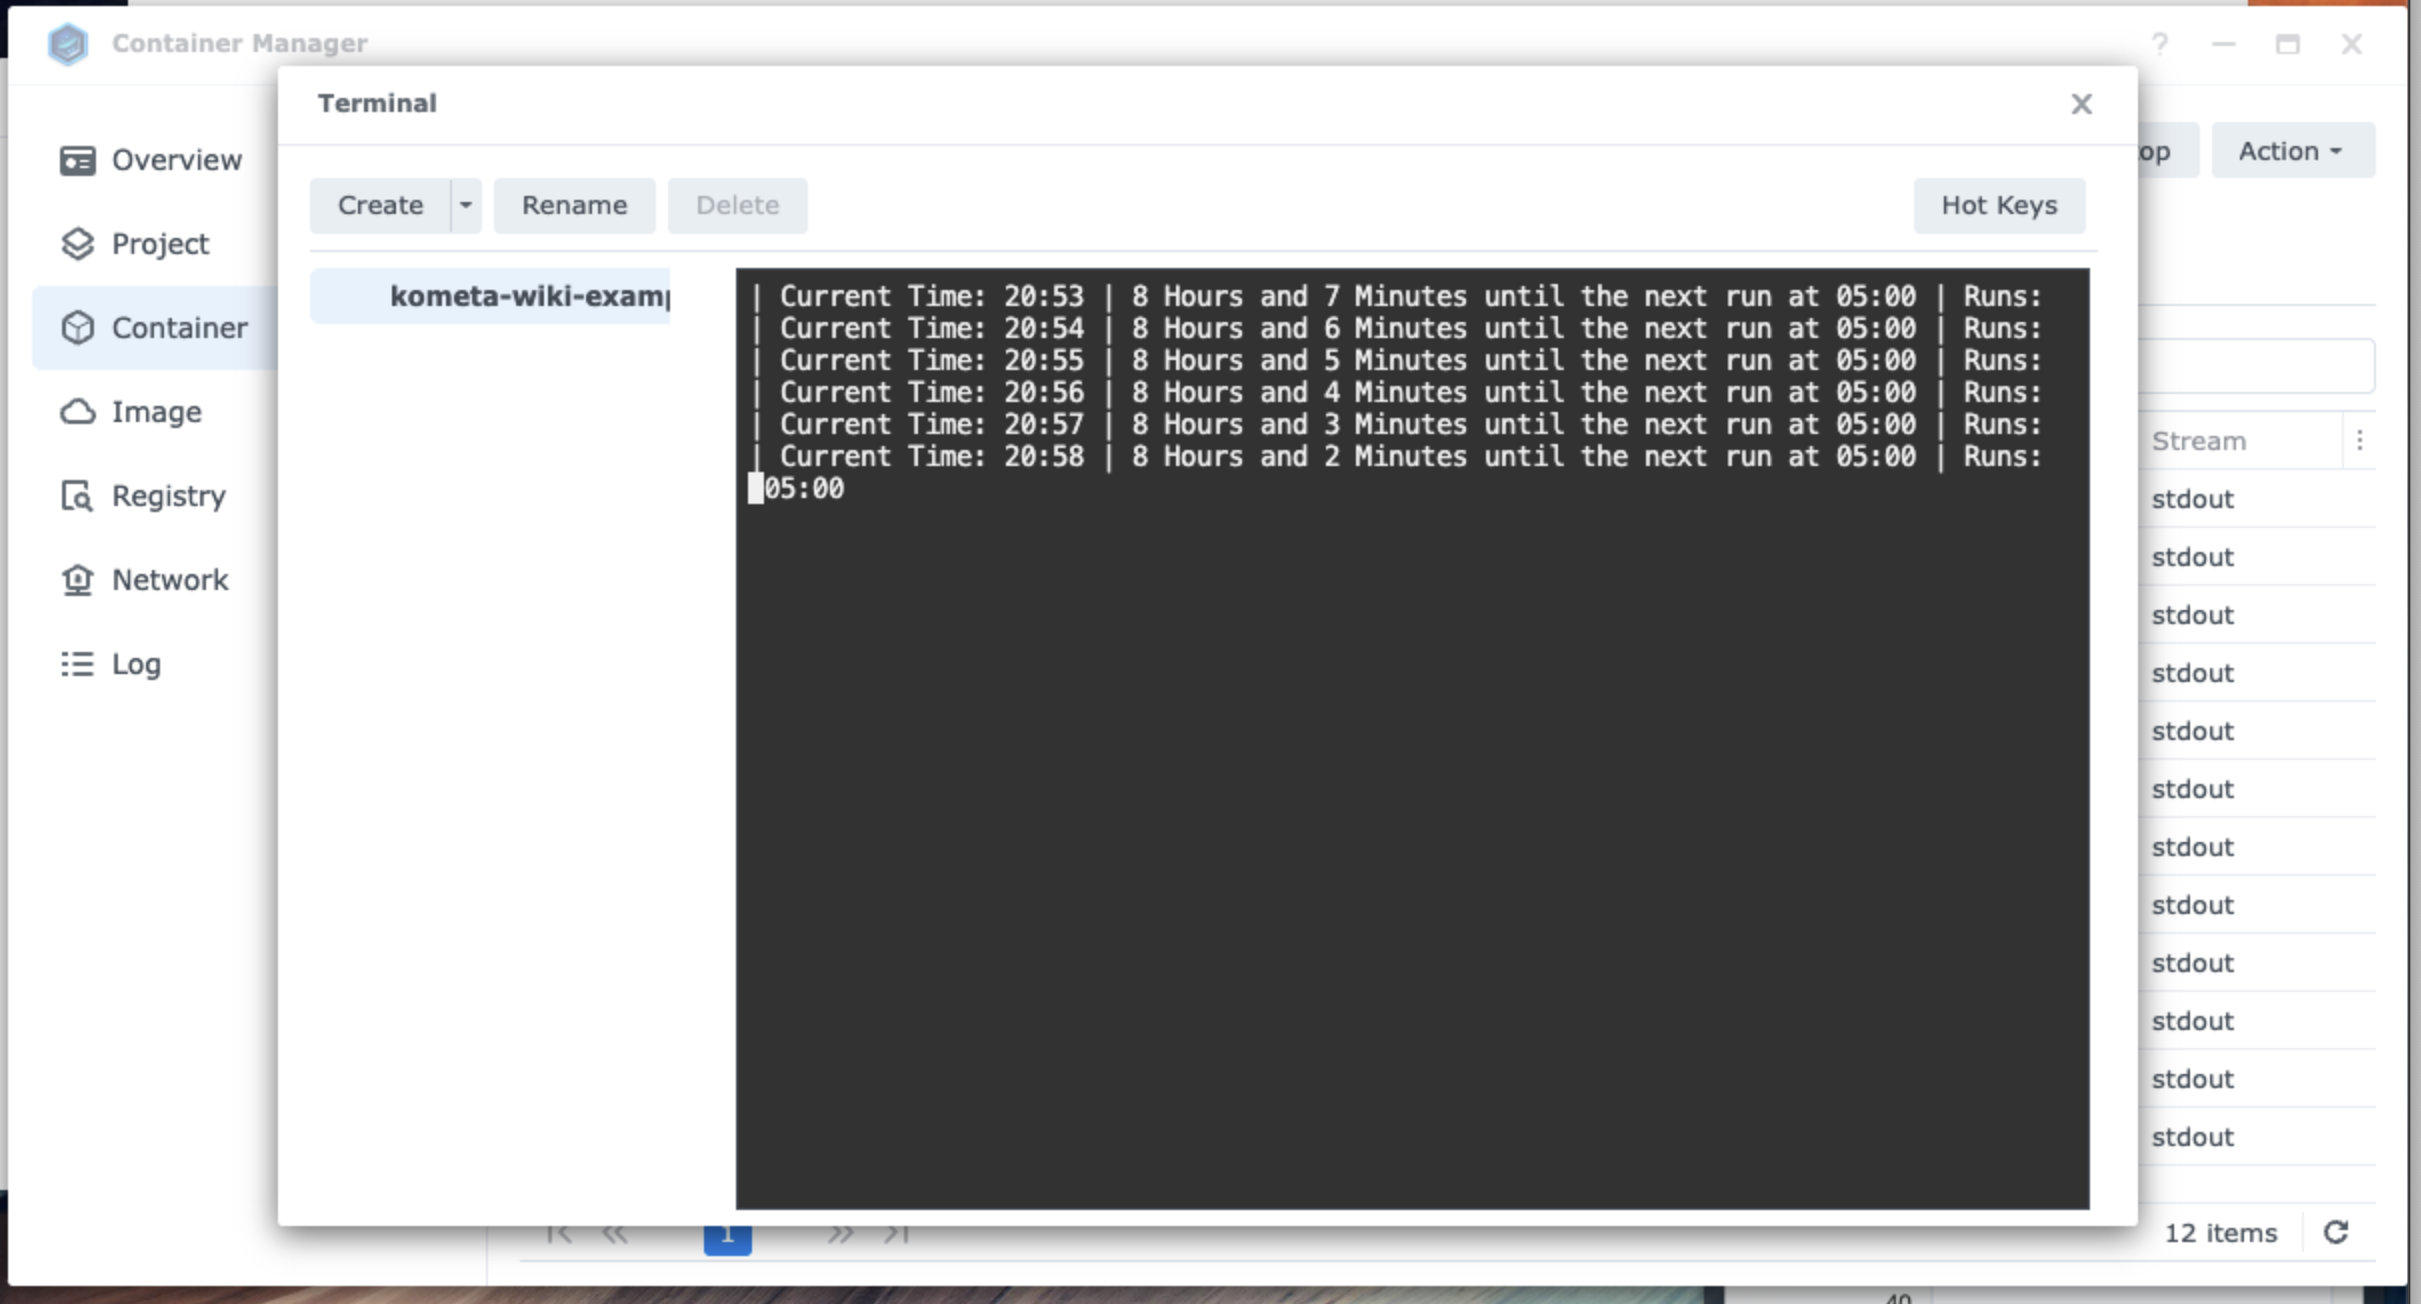 Container Manager
Terminal
Overview
Project
Container
Image
Registry
Network
Log
Create
Rename
Delete
Hot Keys
Action
kometa-wiki-examp
| Current Time: 20:53 | 8 Hours and 7 Minutes until the next run at 05:00 | Runs:
| Current Time: 20:54 | 8 Hours and 6 Minutes until the next run at 05:00 | Runs:
| Current Time: 20:55 | 8 Hours and 5 Minutes until the next run at 05:00 | Runs:
| Current Time: 20:56 | 8 Hours and 4 Minutes until the next run at 05:00 | Runs:
| Current Time: 20:57 | 8 Hours and 3 Minutes until the next run at 05:00 | Runs:
| Current Time: 20:58 | 8 Hours and 2 Minutes until the next run at 05:00 | Runs:
05:00
Stream
stdout
stdout
stdout
stdout
stdout
stdout
stdout
stdout
stdout
stdout
stdout
stdout
1
12 items